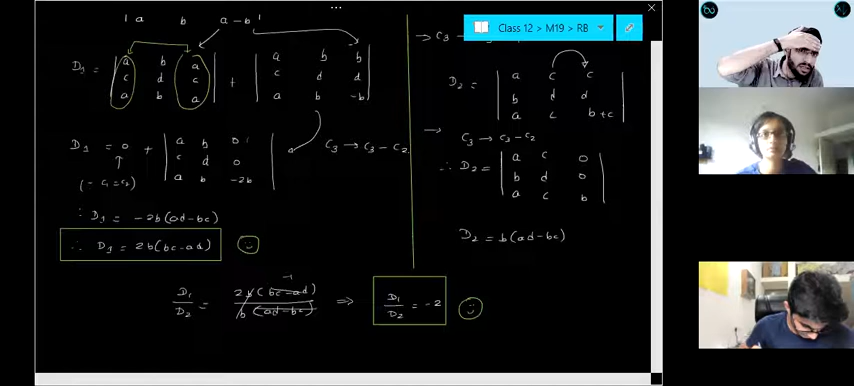 a b a-b
D₁ = | a b a | + | a b b |
c d c c d d
a b a a b -b
D₁ = 0 + | a b 0 | C₃ → C₃ - C₂
c d 0
a b -2b
(∵ C₁=C₂)
∴ D₁ = -2b(ad-bc)
∴ D₁ = 2b(bc-ad)
D₁/D₂ = 2b(bc-ad)/b(ad-bc) -1 ⇒ D₁/D₂ = -2
→ C₃ →
Class 12 > M19 > RB
D₂ = | a c c |
b d d
a c b+c
→ C₃ → C₃-C₂
∴ D₂ = | a c 0 |
b d 0
a c b
D₂ = b(ad-bc)